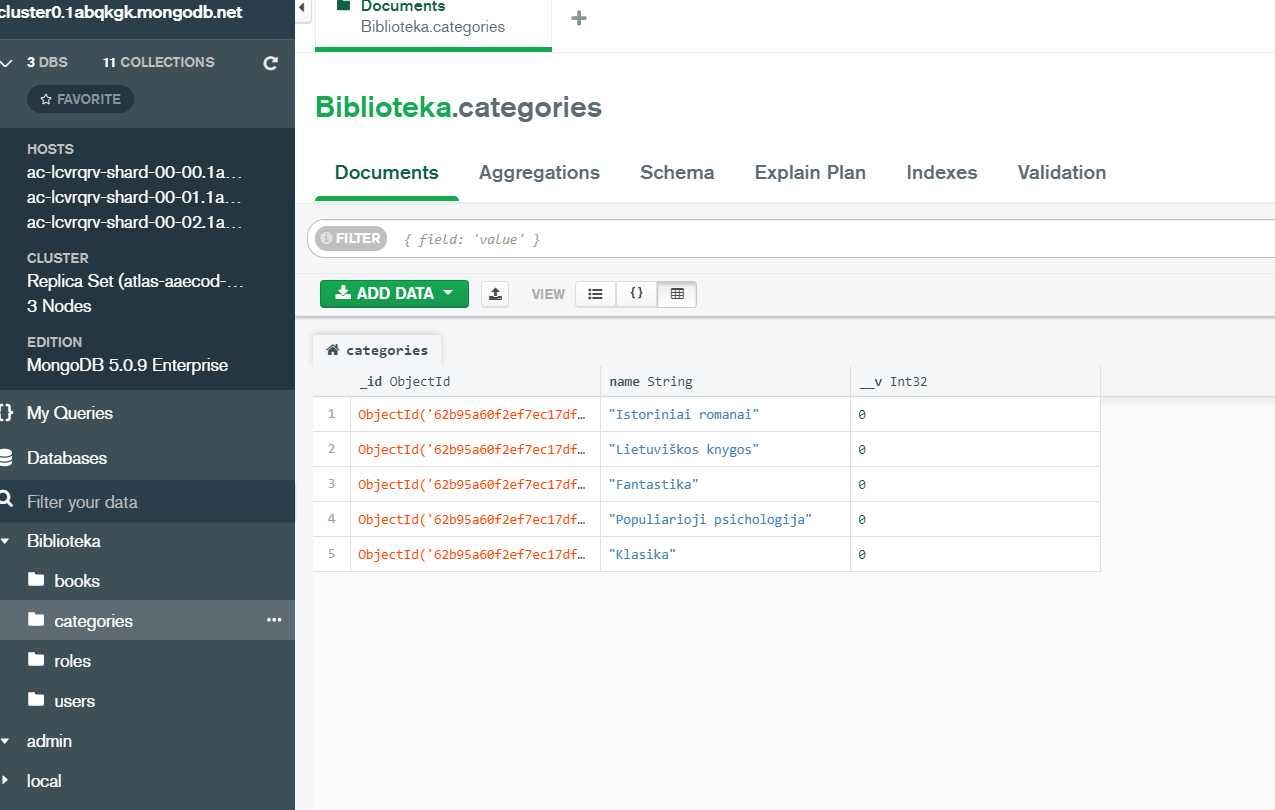 cluster0.1abqkgk.mongodb.net
3 DBS 11 COLLECTIONS
FAVORITE
HOSTS
ac-lcvrqrv-shard-00-00.1a...
ac-lcvrqrv-shard-00-01.1a...
ac-lcvrqrv-shard-00-02.1a...
CLUSTER
Replica Set (atlas-aaecod-...
3 Nodes
EDITION
MongoDB 5.0.9 Enterprise
{} My Queries
Databases
Filter your data
Biblioteka
books
categories ...
roles
users
admin
local
Documents
Biblioteka.categories
+
Biblioteka.categories
Documents Aggregations Schema Explain Plan Indexes Validation
FILTER { field: 'value' }
ADD DATA VIEW {}
categories
_id ObjectId name String __v Int32
1 ObjectId('62b95a60f2ef7ec17df... "Istoriniai romanai" 0
2 ObjectId('62b95a60f2ef7ec17df... "Lietuviškos knygos" 0
3 ObjectId('62b95a60f2ef7ec17df... "Fantastika" 0
4 ObjectId('62b95a60f2ef7ec17df... "Populiarioji psichologija" 0
5 ObjectId('62b95a60f2ef7ec17df... "Klasika" 0